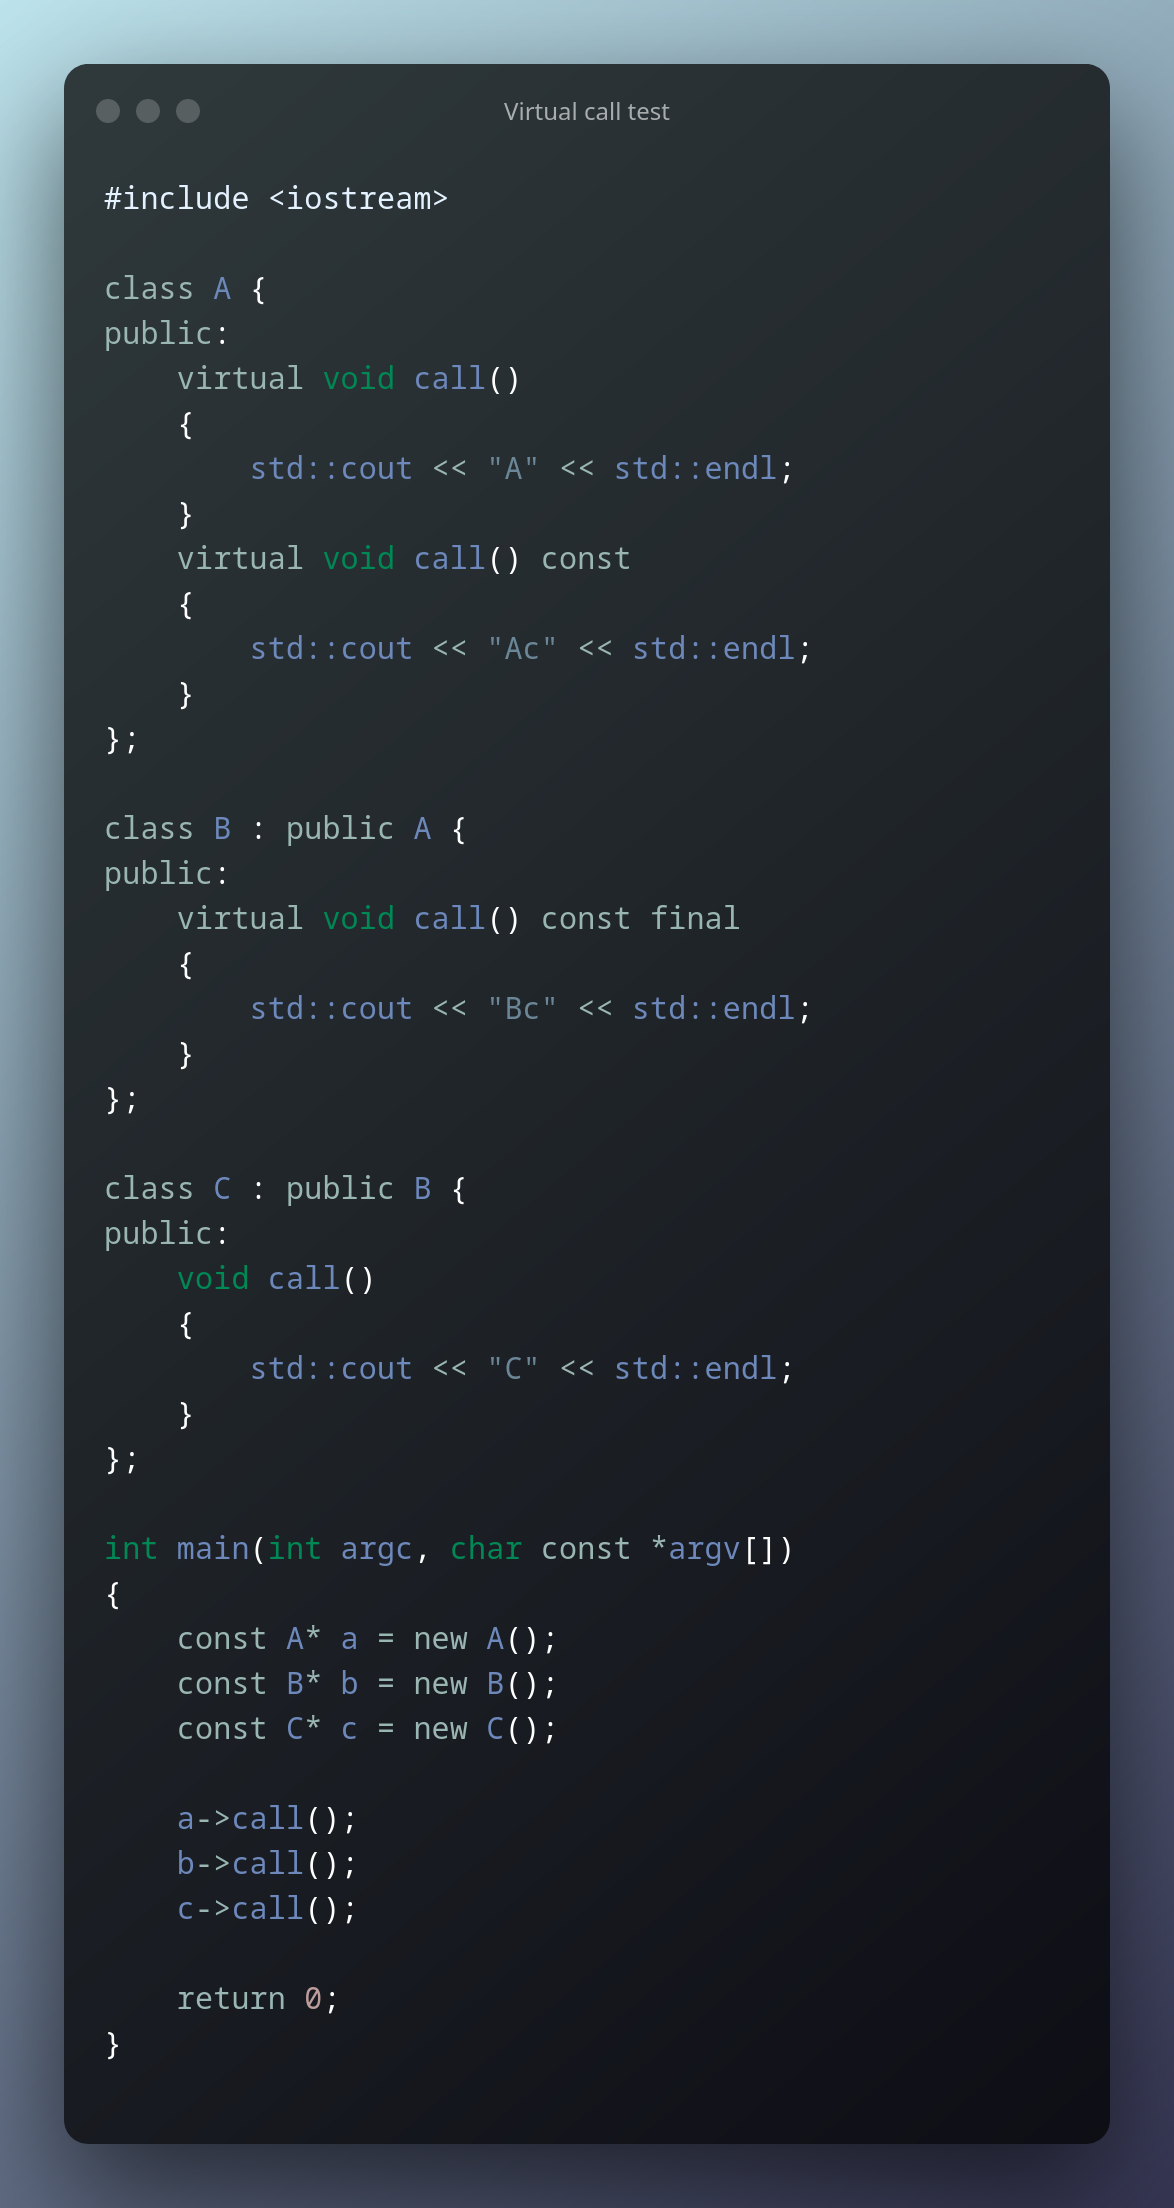 Virtual call test
#include <iostream>
class A {
public:
    virtual void call()
    {
        std::cout << "A" << std::endl;
    }
    virtual void call() const
    {
        std::cout << "Ac" << std::endl;
    }
};
class B : public A {
public:
    virtual void call() const final
    {
        std::cout << "Bc" << std::endl;
    }
};
class C : public B {
public:
    void call()
    {
        std::cout << "C" << std::endl;
    }
};
int main(int argc, char const *argv[])
{
    const A* a = new A();
    const B* b = new B();
    const C* c = new C();
    a->call();
    b->call();
    c->call();
    return 0;
}